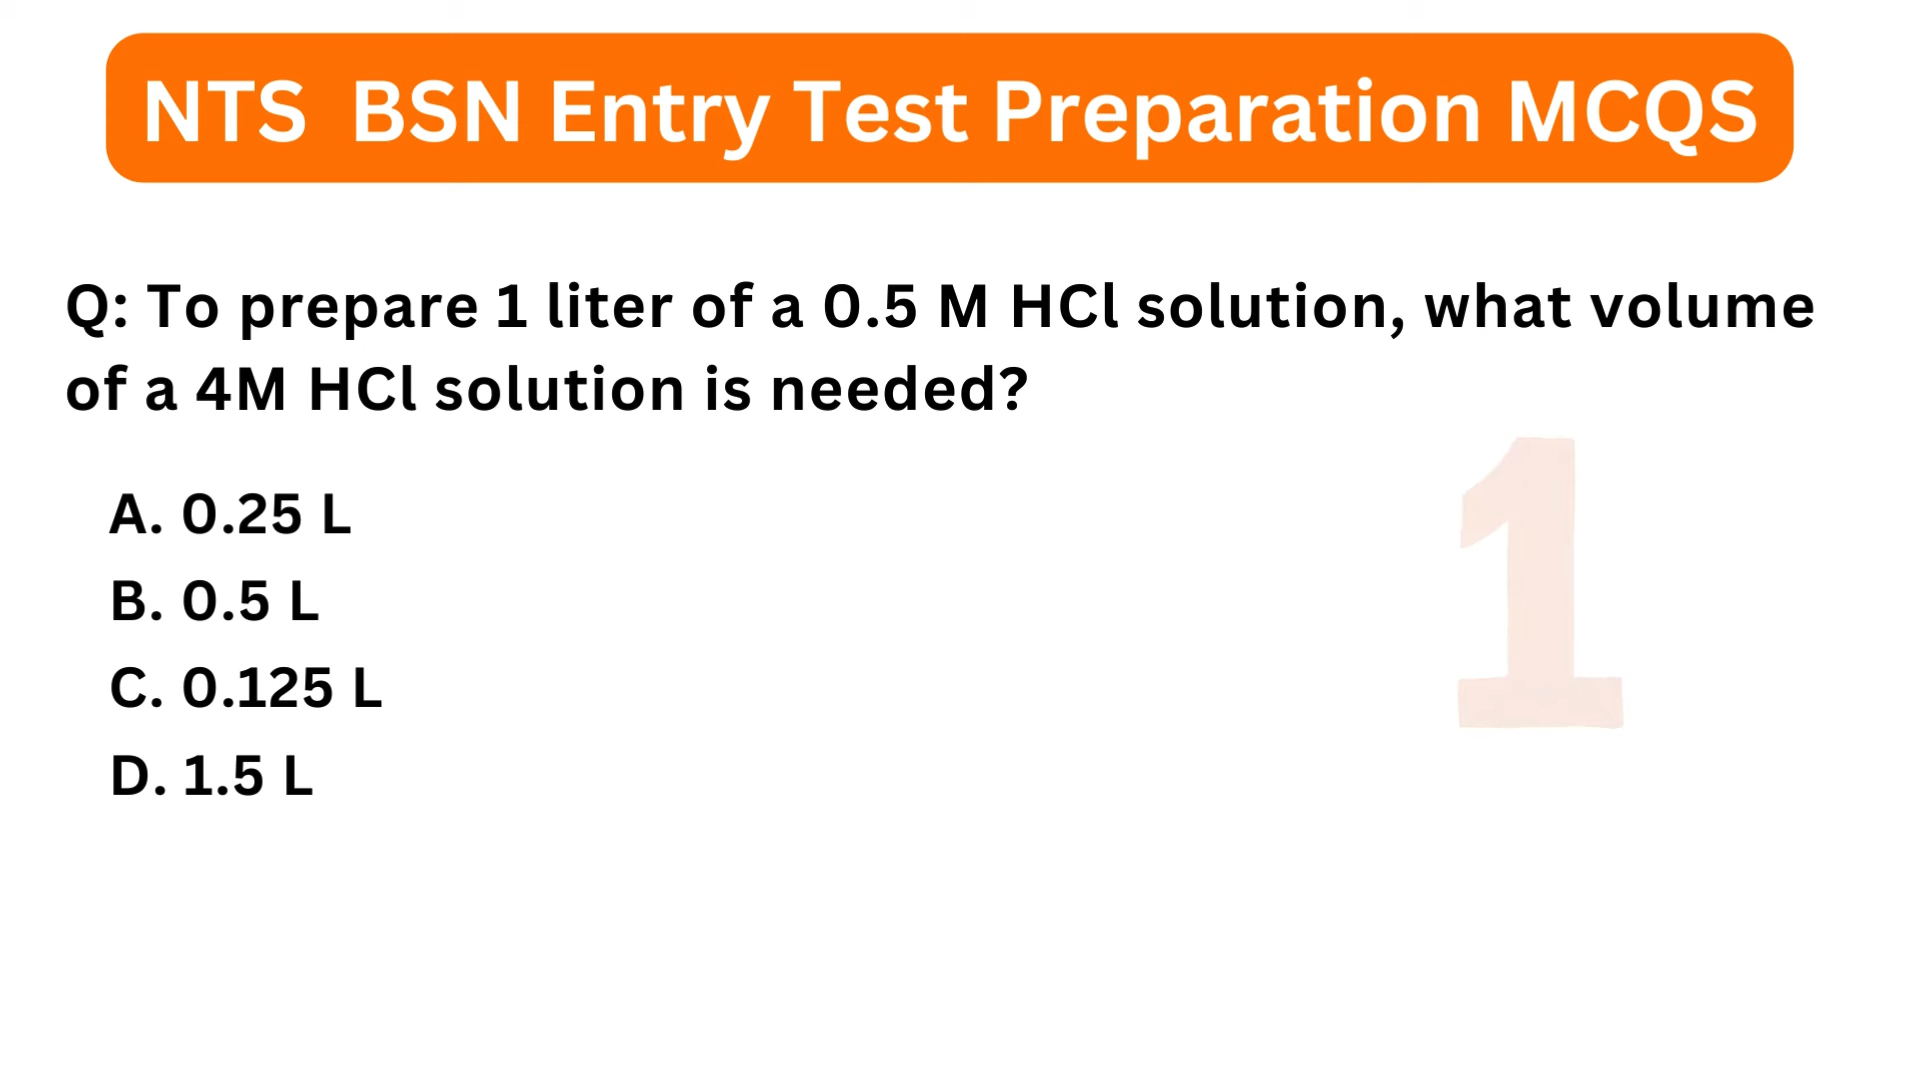 NTS BSN Entry Test Preparation MCQS
Q: To prepare 1 liter of a 0.5 M HCl solution, what volume
of a 4M HCl solution is needed?
A. 0.25 L
B. 0.5 L
C. 0.125 L
D. 1.5 L
1